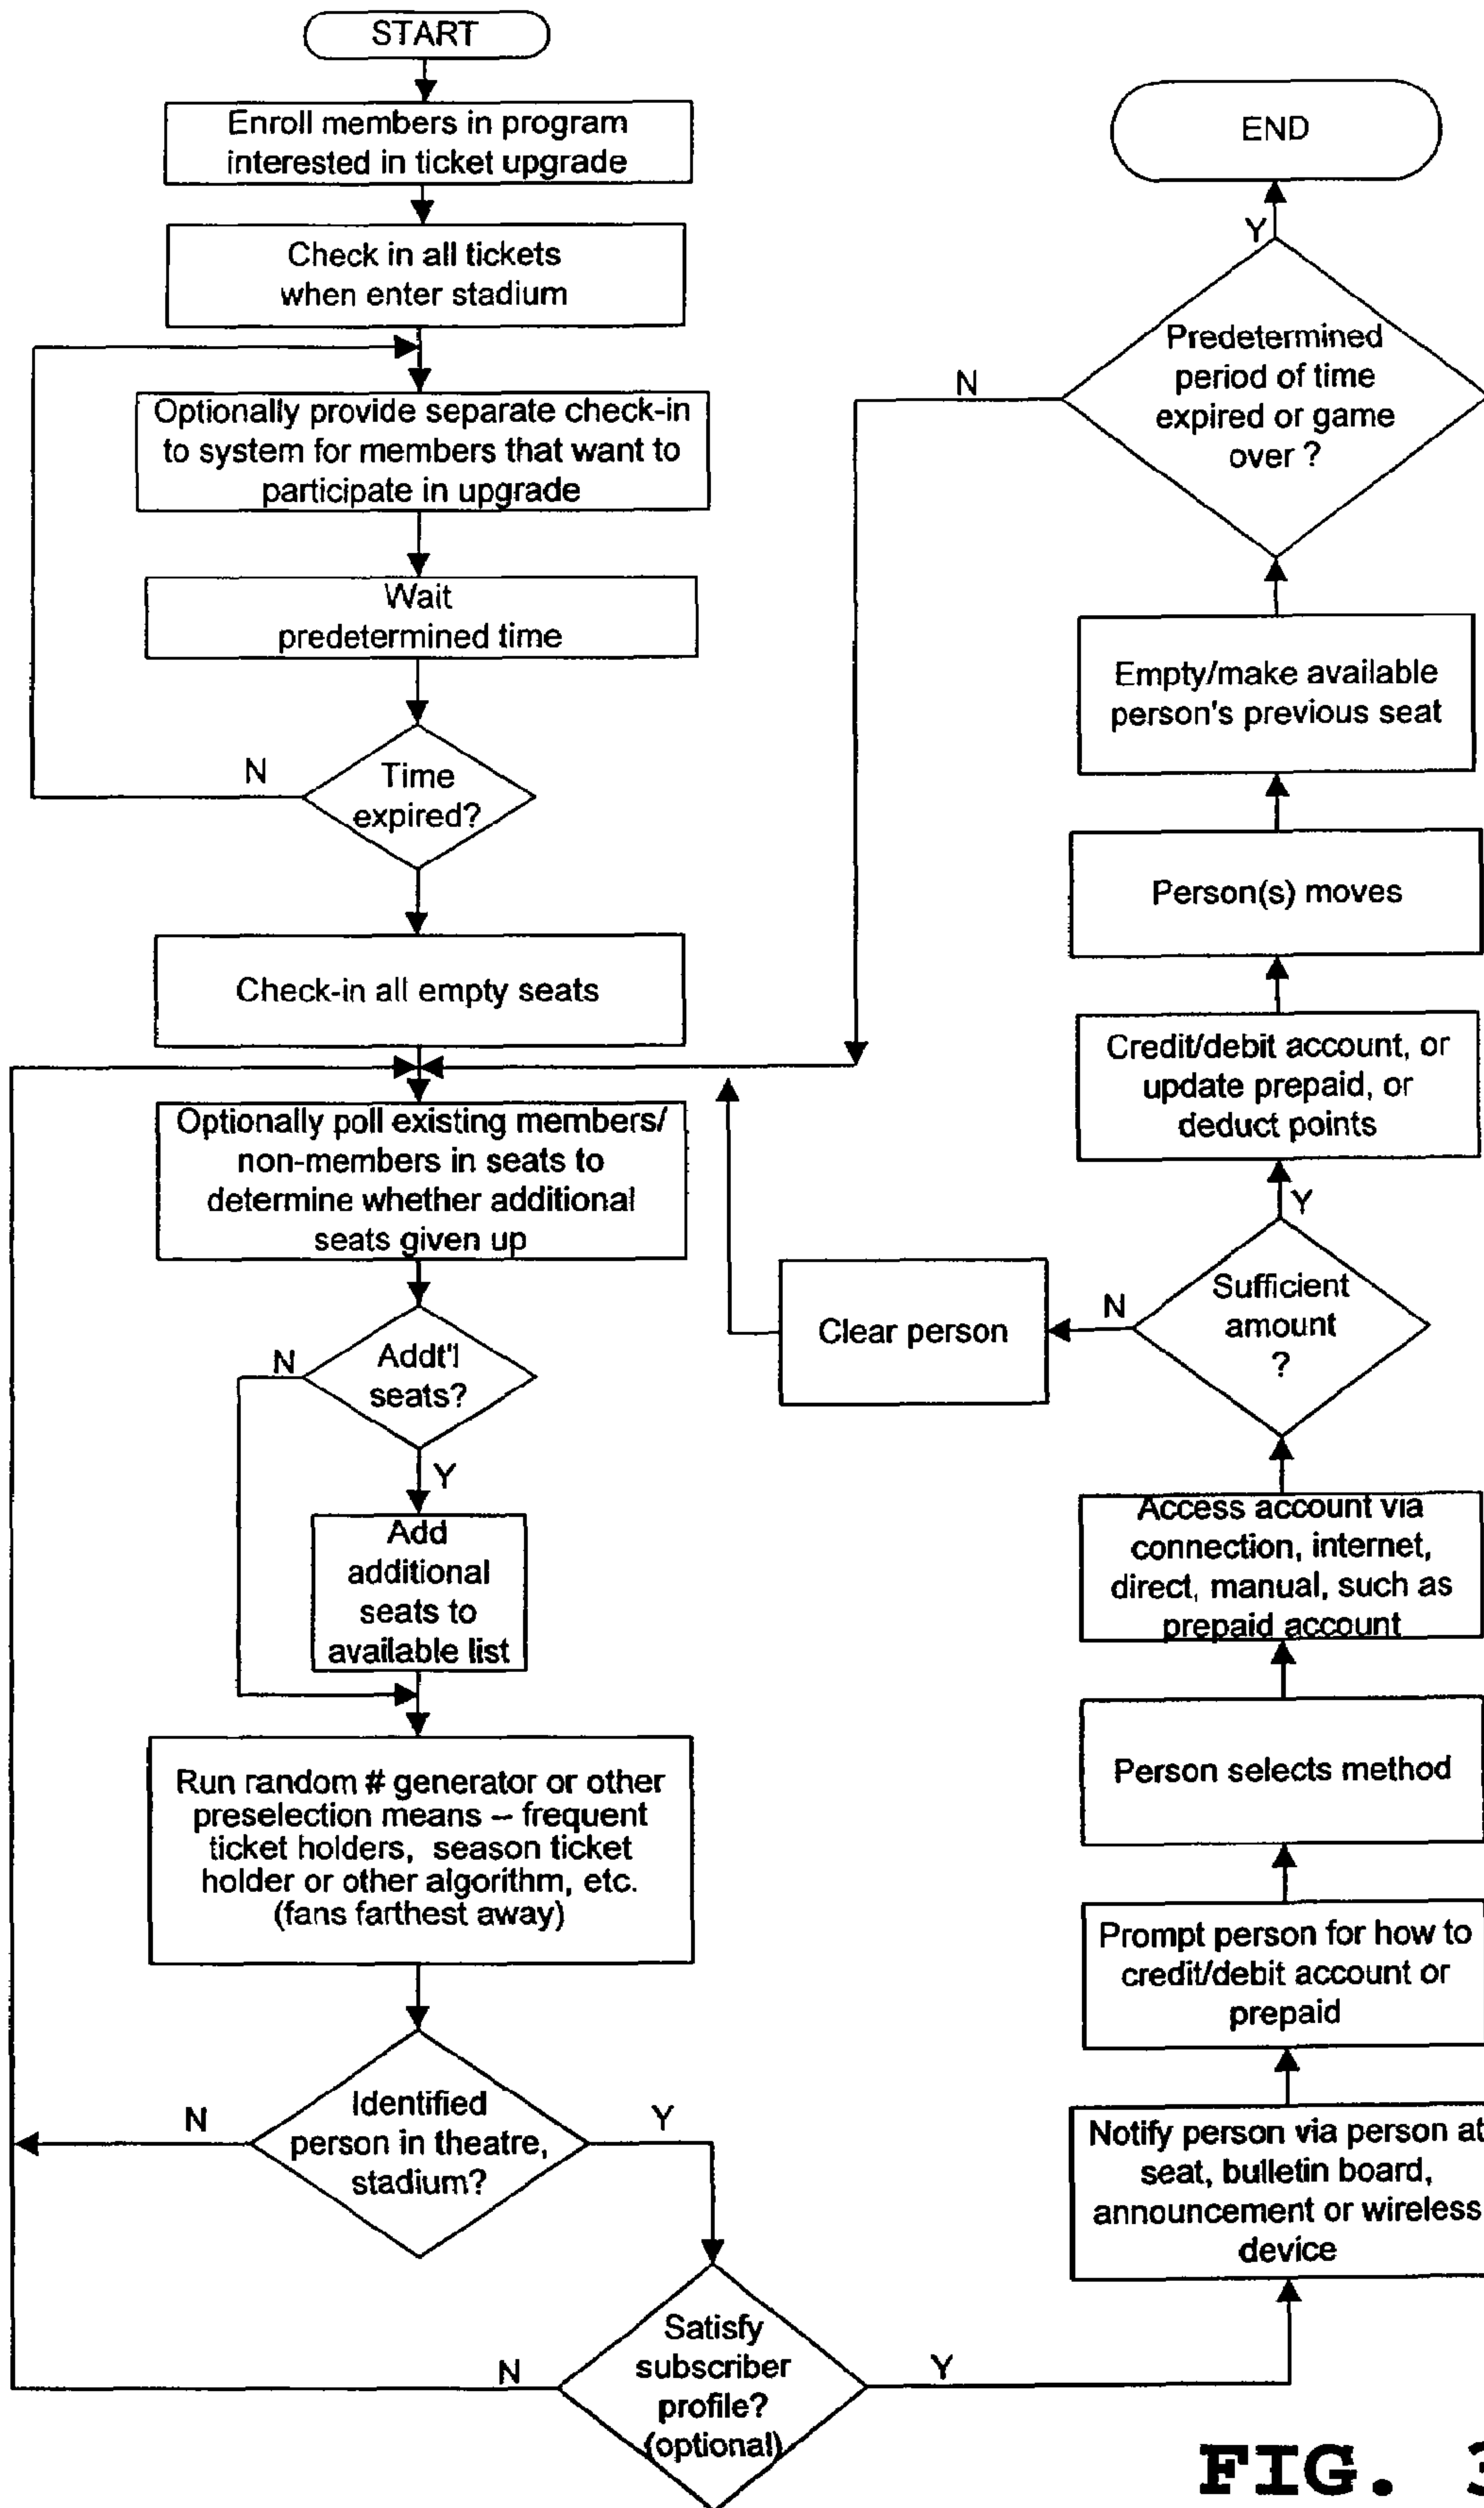 START
Enroll members in program
interested in ticket upgrade
Check in all tickets
when enter stadium
Optionally provide separate check-in
to system for members that want to
participate in upgrade
Wait
predetermined time
N
Time
expired?
Check-in all empty seats
Optionally poll existing members/
non-members in seats to
determine whether additional
seats given up
N
Addt'l
seats?
Y
Add
additional
seats to
available list
Run random # generator or other
preselection means – frequent
ticket holders, season ticket
holder or other algorithm, etc.
(fans farthest away)
N
Identified
person in theatre,
stadium?
Y
N
Satisfy
subscriber
profile?
(optional)
Y
Notify person via person at
seat, bulletin board,
announcement or wireless
device
Prompt person for how to
credit/debit account or
prepaid
Person selects method
Access account via
connection, internet,
direct, manual, such as
prepaid account
Sufficient
amount
?
N
Clear person
Y
Credit/debit account, or
update prepaid, or
deduct points
Person(s) moves
Empty/make available
person's previous seat
Predetermined
period of time
expired or game
over ?
N
Y
END
FIG. 3